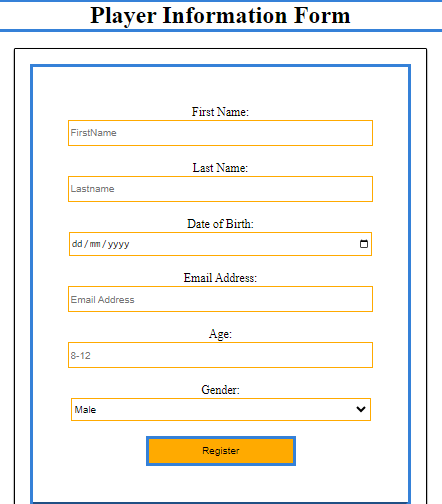 Player Information Form
First Name:
FirstName
Last Name:
Lastname
Date of Birth:
dd/mm/yyyy
Email Address:
Email Address
Age:
8-12
Gender:
Male
Register